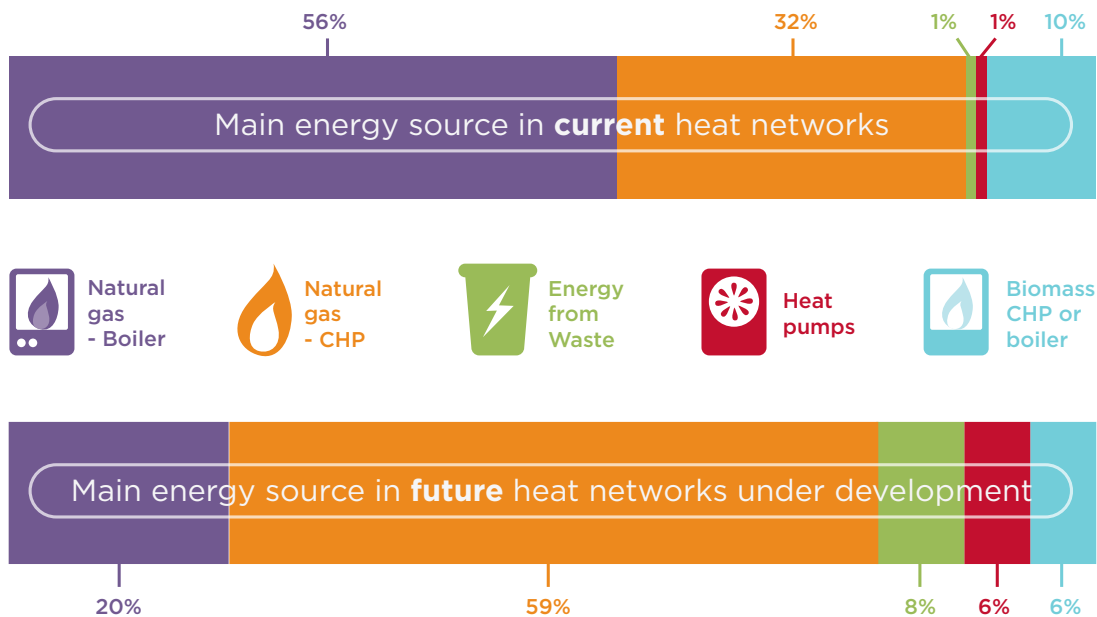 56% 32% 1% 1% 10%
Main energy source in current heat networks
Natural
gas
- Boiler
Natural
gas
- CHP
Energy
from
Waste
Heat
pumps
Biomass
CHP or
boiler
Main energy source in future heat networks under development
20% 59% 8% 6% 6%